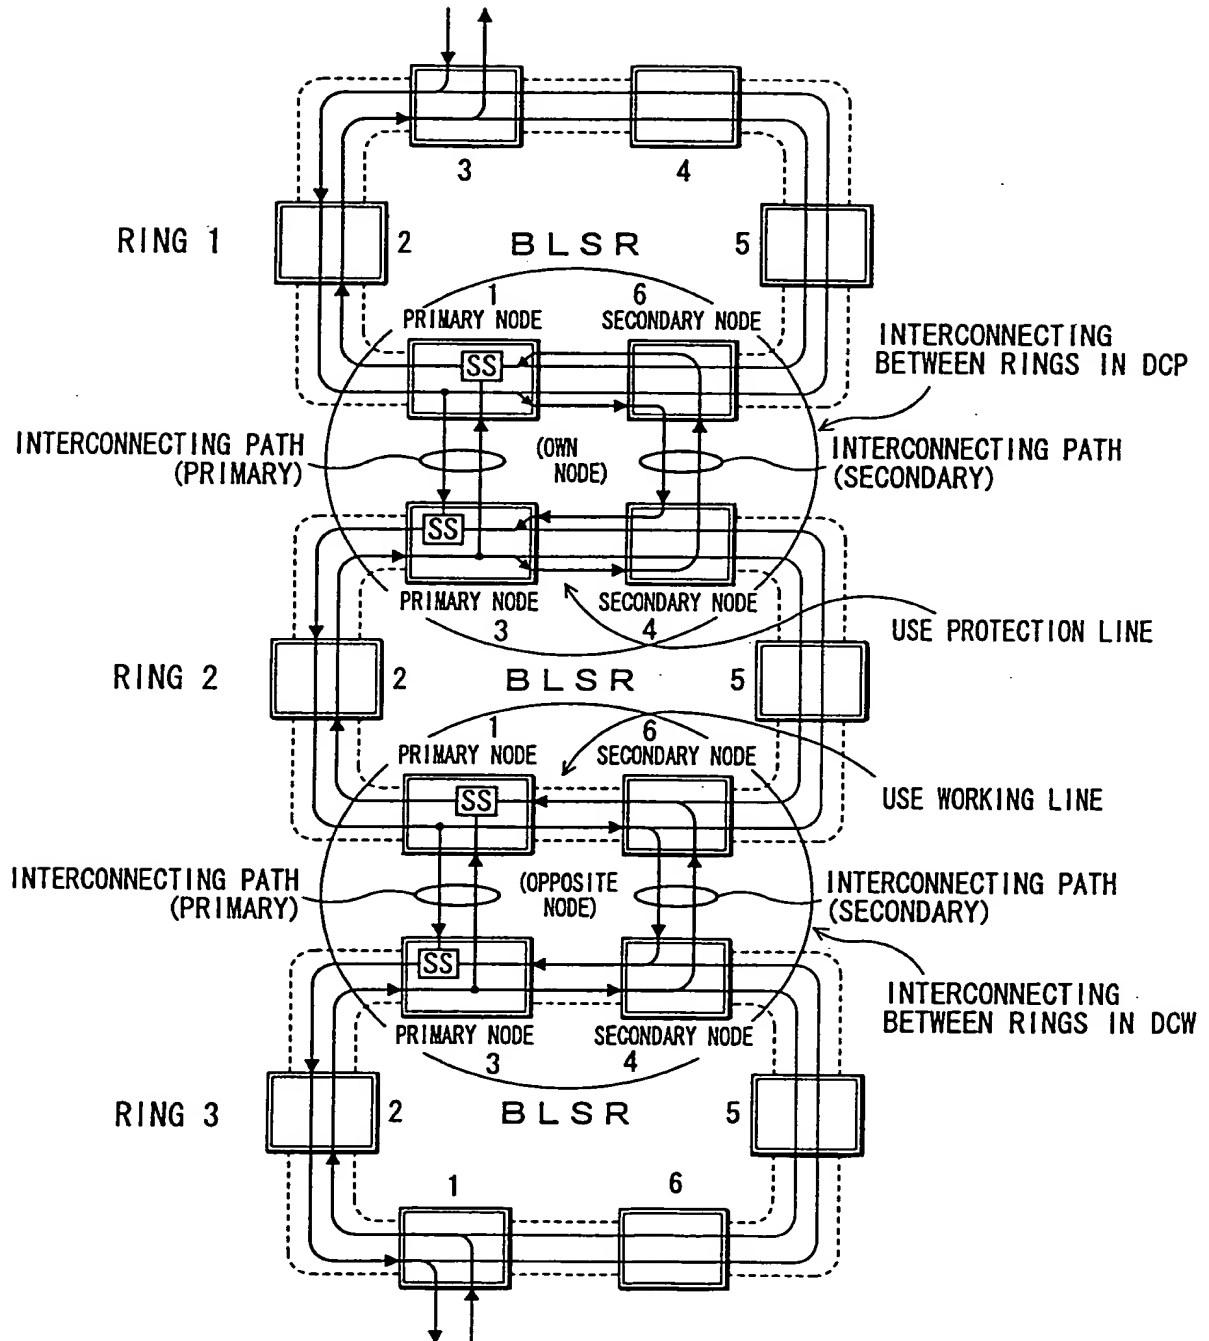 3
4
RING 1
2
BLSR
5
1
6
PRIMARY NODE
SECONDARY NODE
INTERCONNECTING
BETWEEN RINGS IN DCP
SS
INTERCONNECTING PATH
(PRIMARY)
(OWN
NODE)
INTERCONNECTING PATH
(SECONDARY)
SS
PRIMARY NODE
SECONDARY NODE
3
4
USE PROTECTION LINE
RING 2
2
BLSR
5
1
6
PRIMARY NODE
SECONDARY NODE
SS
USE WORKING LINE
INTERCONNECTING PATH
(PRIMARY)
(OPPOSITE
NODE)
INTERCONNECTING PATH
(SECONDARY)
SS
INTERCONNECTING
BETWEEN RINGS IN DCW
PRIMARY NODE
SECONDARY NODE
3
4
RING 3
2
BLSR
5
1
6